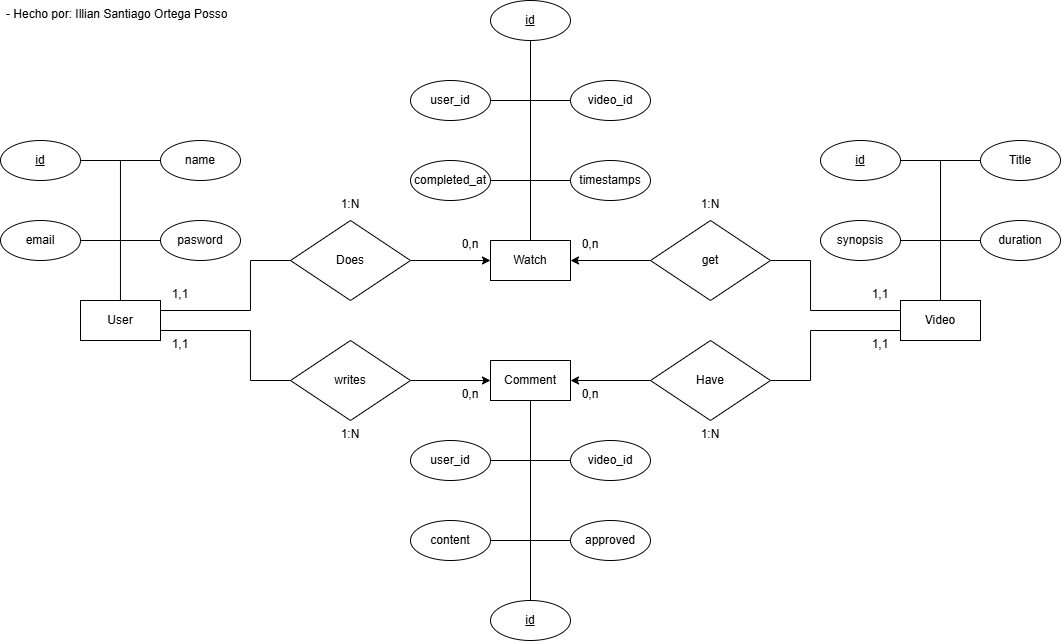 - Hecho por: Illian Santiago Ortega Posso
id
user_id
video_id
id
name
id
Title
completed_at
timestamps
1:N
1:N
email
pasword
synopsis
duration
0,n
0,n
Does
Watch
get
1,1
1,1
User
Video
1,1
1,1
writes
Comment
Have
0,n
0,n
1:N
1:N
user_id
video_id
content
approved
id